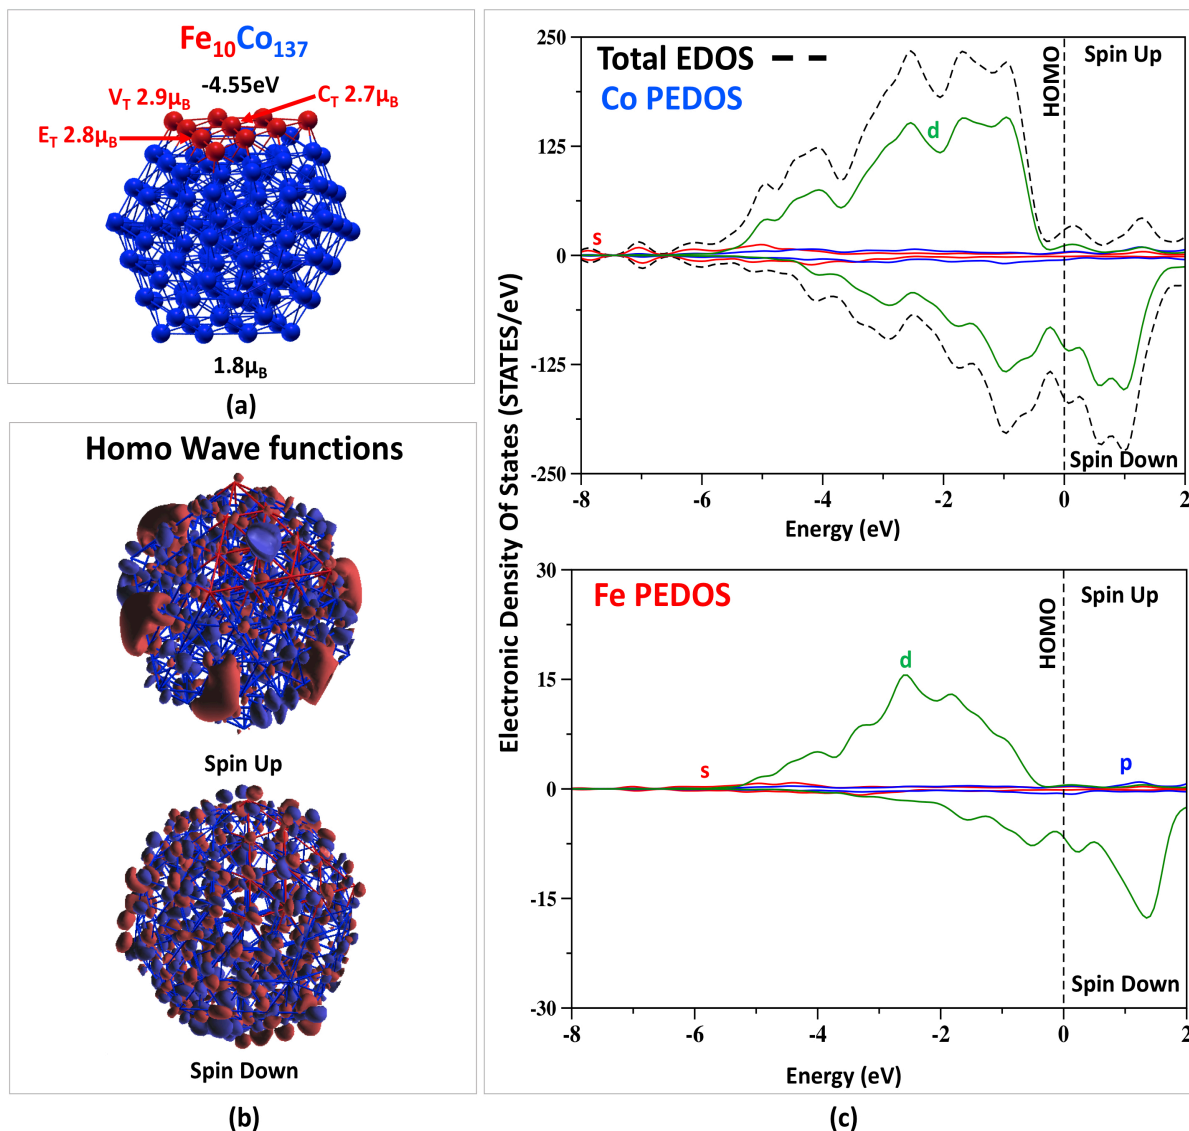 Fe10Co137
-4.55eV
VT 2.9μB
CT 2.7μB
ET 2.8μB
1.8μB
(a)
Homo Wave functions
Spin Up
Spin Down
(b)
Electronic Density Of States (STATES/eV)
250
125
0
-125
-250
Total EDOS
Co PEDOS
HOMO
Spin Up
d
s
Spin Down
-8 -6 -4 -2 0 2
Energy (eV)
30
15
0
-15
-30
Fe PEDOS
HOMO
Spin Up
d
s
p
Spin Down
-8 -6 -4 -2 0 2
Energy (eV)
(c)